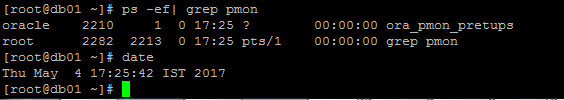 [root@db01 ~]# ps -ef| grep pmon
oracle    2210     1  0 17:25 ?        00:00:00 ora_pmon_pretups
root      2282  2213  0 17:25 pts/1    00:00:00 grep pmon
[root@db01 ~]# date
Thu May  4 17:25:42 IST 2017
[root@db01 ~]#